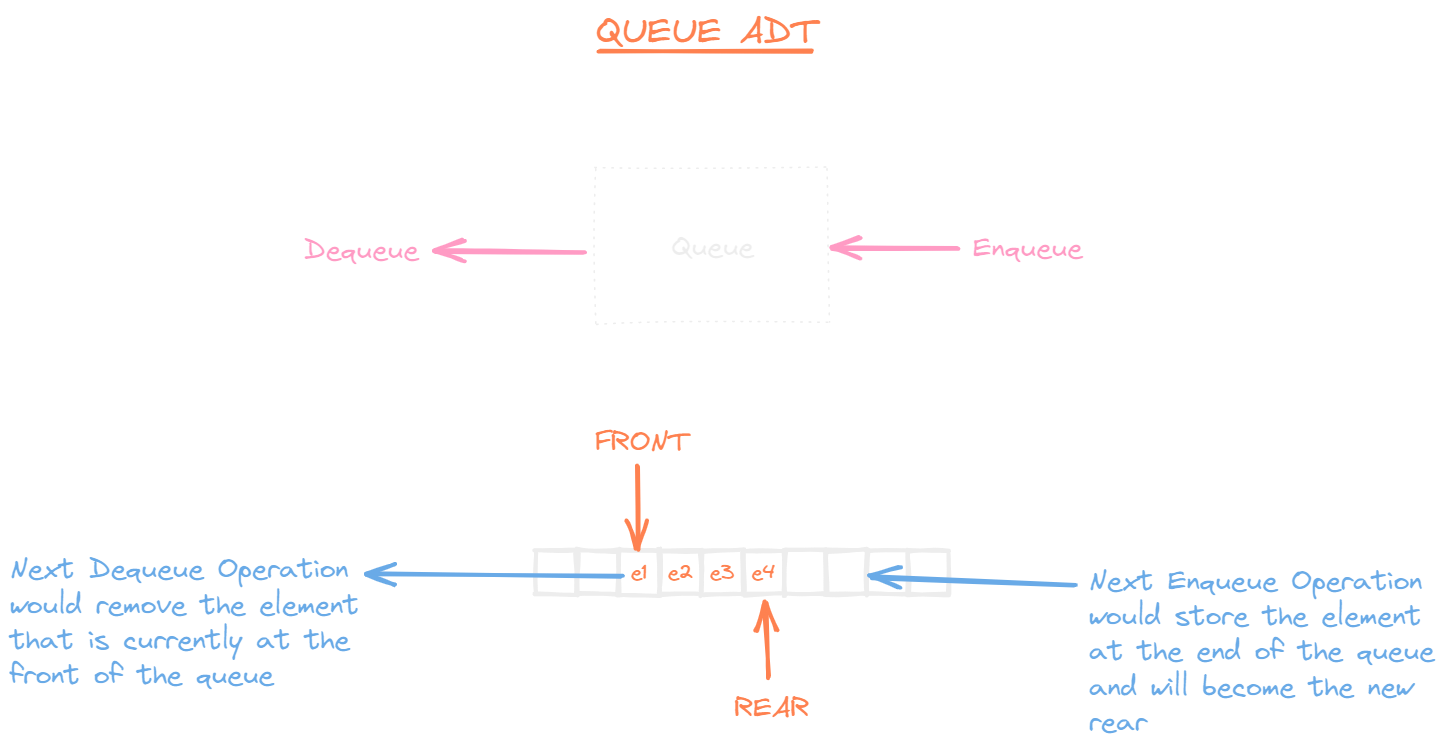 QUEUE ADT
Dequeue
Queue
Enqueue
FRONT
e1 e2 e3 e4
Next Dequeue Operation
would remove the element
that is currently at the
front of the queue
Next Enqueue Operation
would store the element
at the end of the queue
and will become the new
rear
REAR